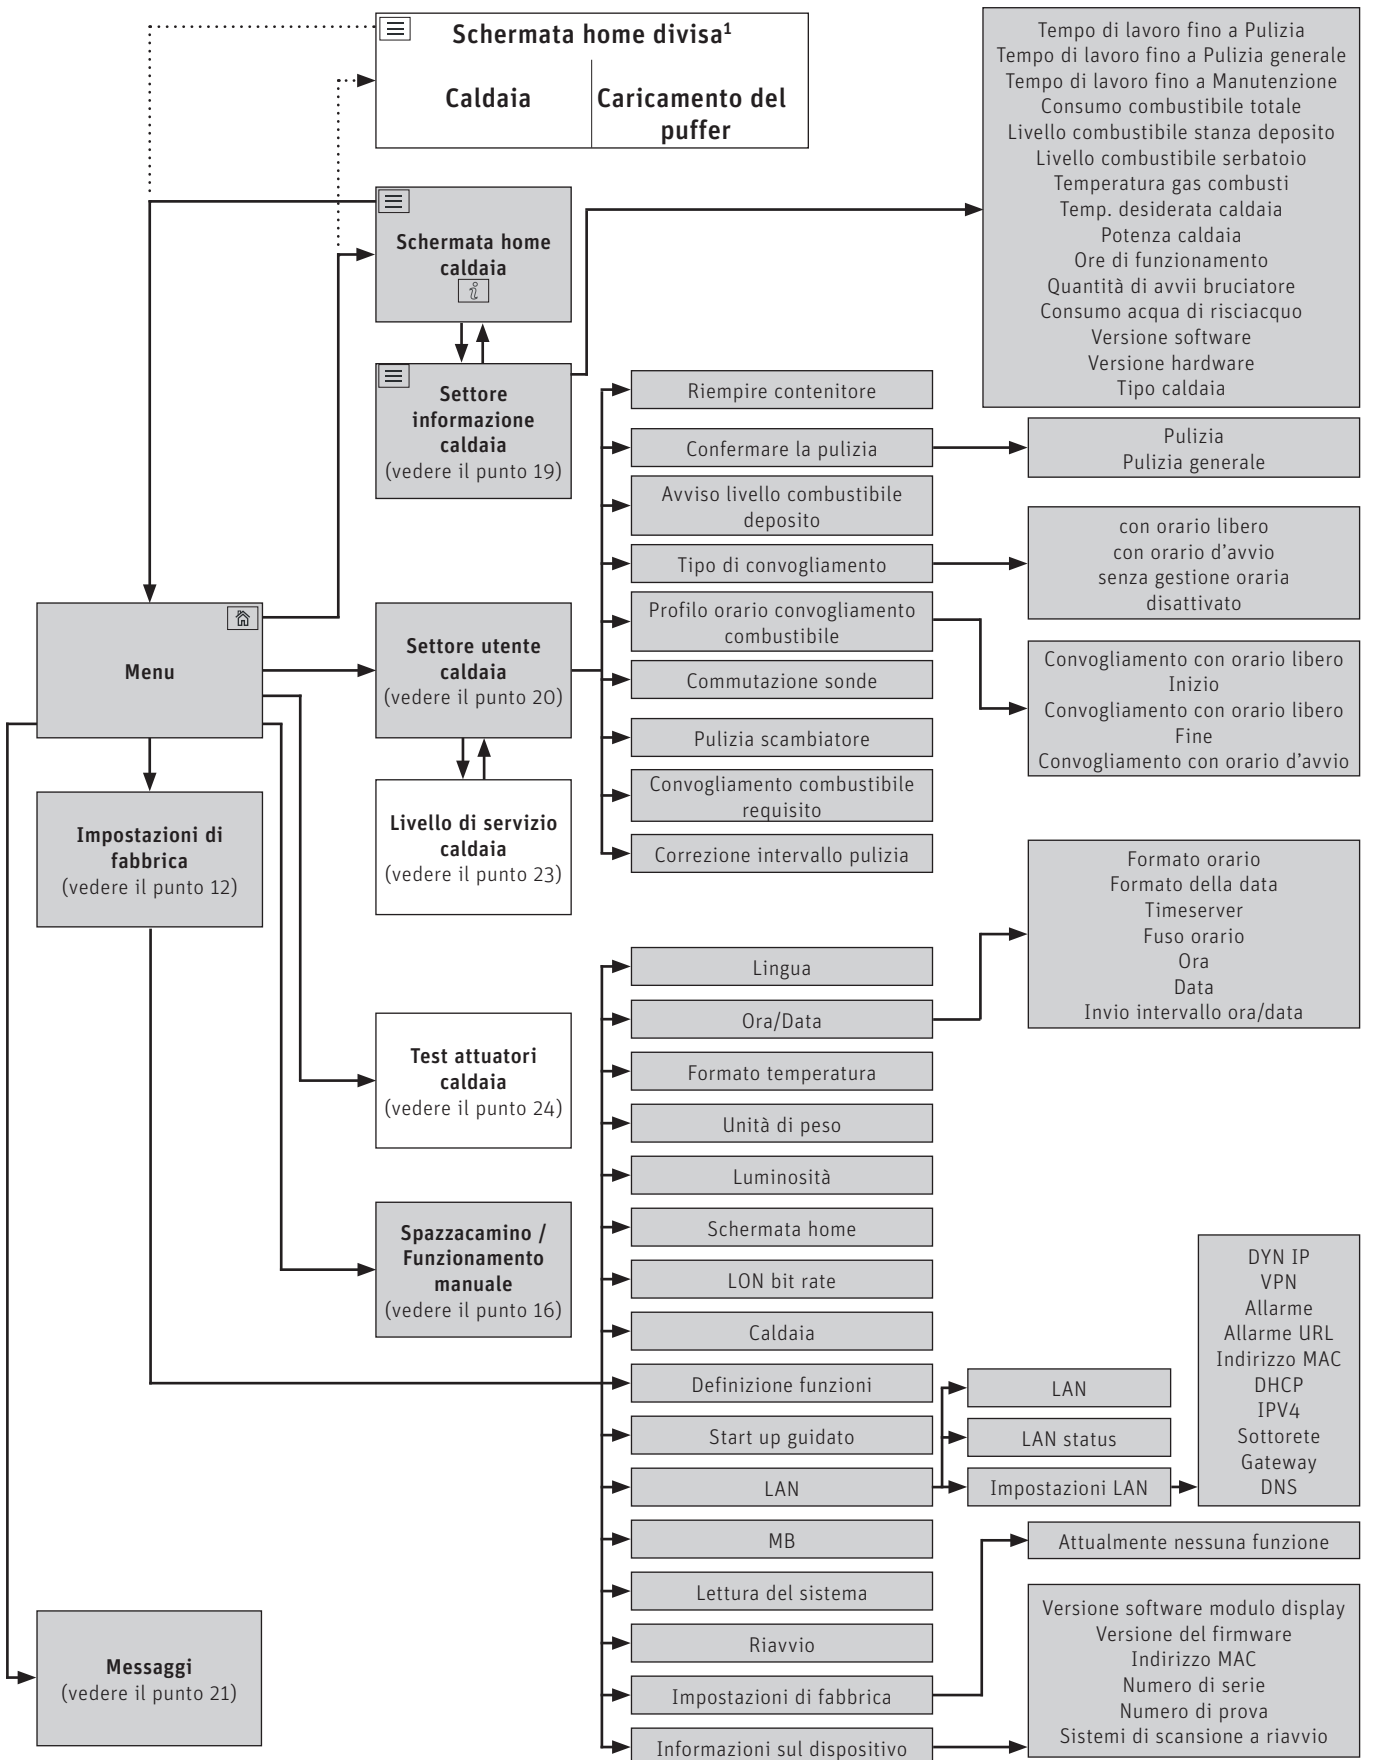 Schermata home divisa¹
Caldaia
Caricamento del
puffer
Schermata home
caldaia
i
Settore
informazione
caldaia
(vedere il punto 19)
Tempo di lavoro fino a Pulizia
Tempo di lavoro fino a Pulizia generale
Tempo di lavoro fino a Manutenzione
Consumo combustibile totale
Livello combustibile stanza deposito
Livello combustibile serbatoio
Temperatura gas combusti
Temp. desiderata caldaia
Potenza caldaia
Ore di funzionamento
Quantità di avvii bruciatore
Consumo acqua di risciacquo
Versione software
Versione hardware
Tipo caldaia
Menu
Settore utente
caldaia
(vedere il punto 20)
Livello di servizio
caldaia
(vedere il punto 23)
Riempire contenitore
Confermare la pulizia
Pulizia
Pulizia generale
Avviso livello combustibile
deposito
Tipo di convogliamento
con orario libero
con orario d'avvio
senza gestione oraria
disattivato
Profilo orario convogliamento
combustibile
Convogliamento con orario libero
Inizio
Convogliamento con orario libero
Fine
Convogliamento con orario d'avvio
Commutazione sonde
Pulizia scambiatore
Convogliamento combustibile
requisito
Correzione intervallo pulizia
Impostazioni di
fabbrica
(vedere il punto 12)
Test attuatori
caldaia
(vedere il punto 24)
Spazzacamino /
Funzionamento
manuale
(vedere il punto 16)
Messaggi
(vedere il punto 21)
Lingua
Ora/Data
Formato orario
Formato della data
Timeserver
Fuso orario
Ora
Data
Invio intervallo ora/data
Formato temperatura
Unità di peso
Luminosità
Schermata home
LON bit rate
Caldaia
Definizione funzioni
Start up guidato
LAN
LAN
LAN status
Impostazioni LAN
DYN IP
VPN
Allarme
Allarme URL
Indirizzo MAC
DHCP
IPV4
Sottorete
Gateway
DNS
MB
Lettura del sistema
Riavvio
Impostazioni di fabbrica
Attualmente nessuna funzione
Informazioni sul dispositivo
Versione software modulo display
Versione del firmware
Indirizzo MAC
Numero di serie
Numero di prova
Sistemi di scansione a riavvio